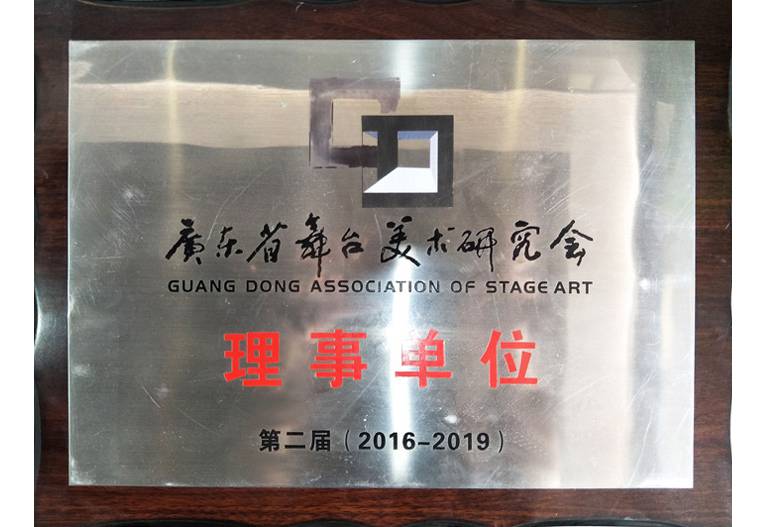 廣东省舞台美术研究会
GUANG DONG ASSOCIATION OF STAGE ART
理事单位
第二届（2016-2019）